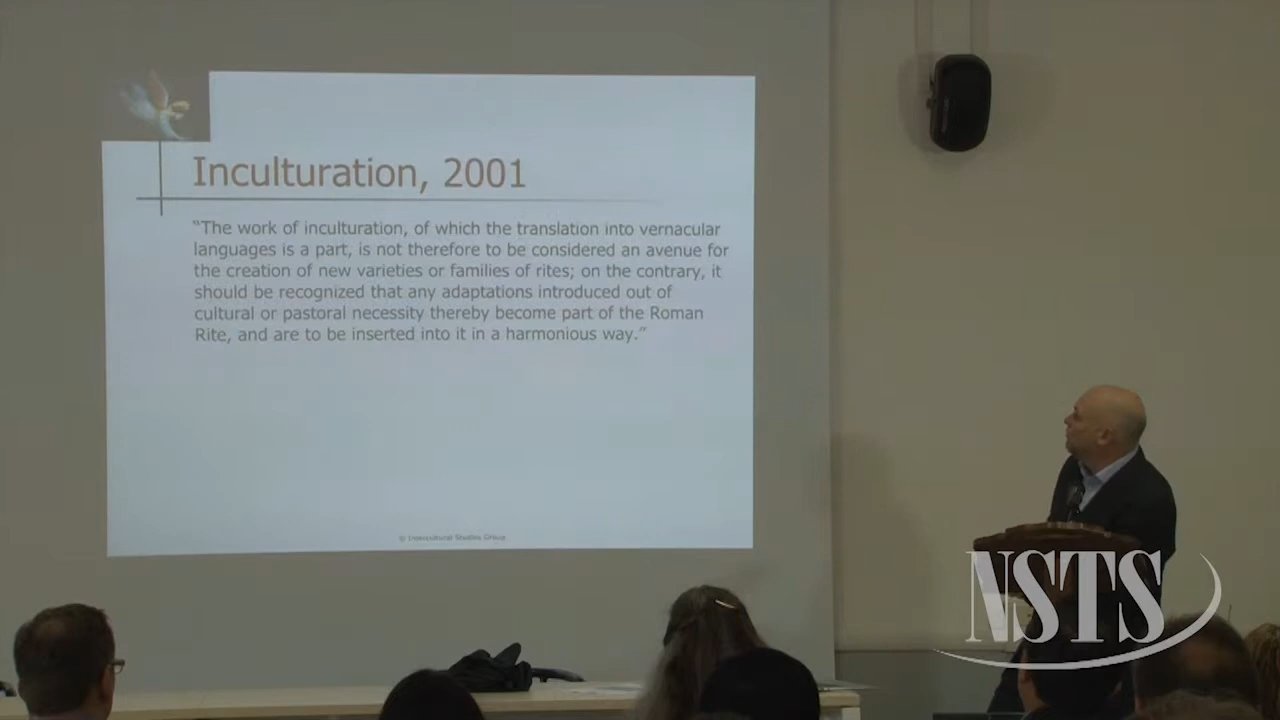 Inculturation, 2001
“The work of inculturation, of which the translation into vernacular
languages is a part, is not therefore to be considered an avenue for
the creation of new varieties or families of rites; on the contrary, it
should be recognized that any adaptations introduced out of
cultural or pastoral necessity thereby become part of the Roman
Rite, and are to be inserted into it in a harmonious way.”
© Intercultural Studies Group
NSTS